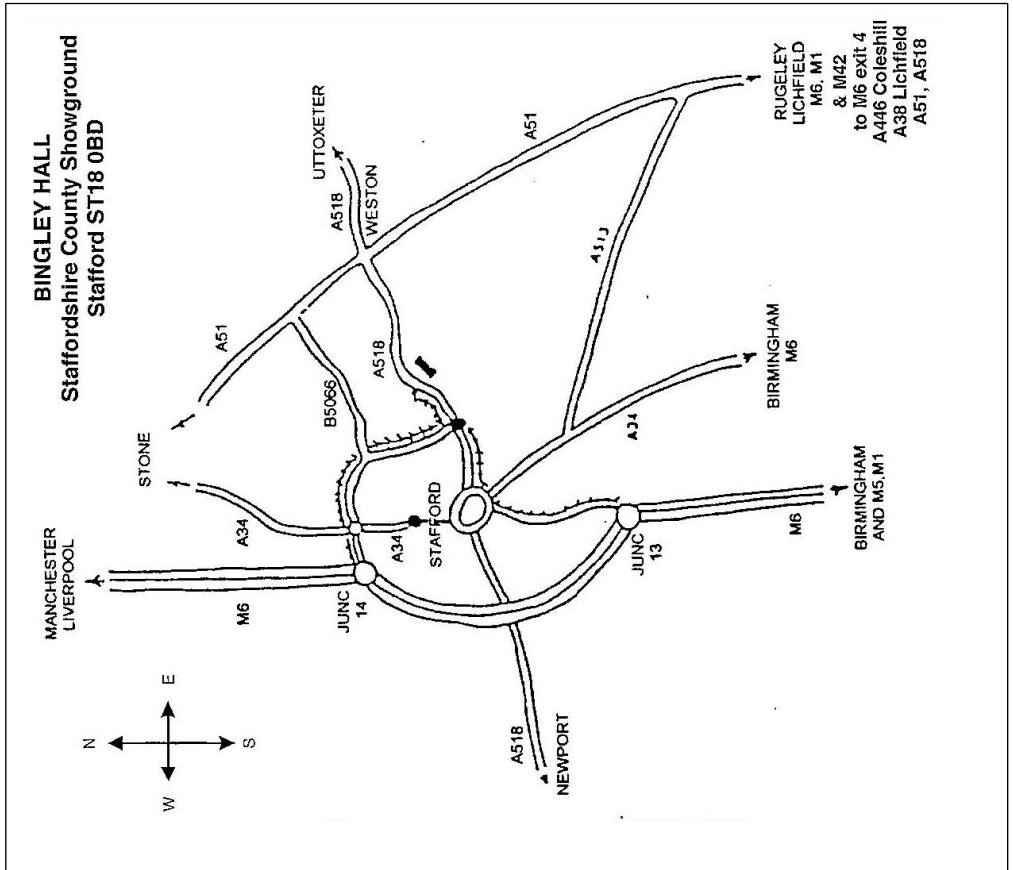 BINGLEY HALL
Staffordshire County Showground
Stafford ST18 0BD
MANCHESTER
LIVERPOOL
STONE
A51
UTTOXETER
A518
WESTON
A34
M6
B5066
A518
A51
JUNC
14
A34
STAFFORD
N
W
E
S
A513
A518
NEWPORT
JUNC
13
A34
M6
BIRMINGHAM
AND M5,M1
BIRMINGHAM
M6
RUGELEY
LICHFIELD
M6, M1
& M42
to M6 exit 4
A446 Coleshill
A38 Lichfield
A51, A518